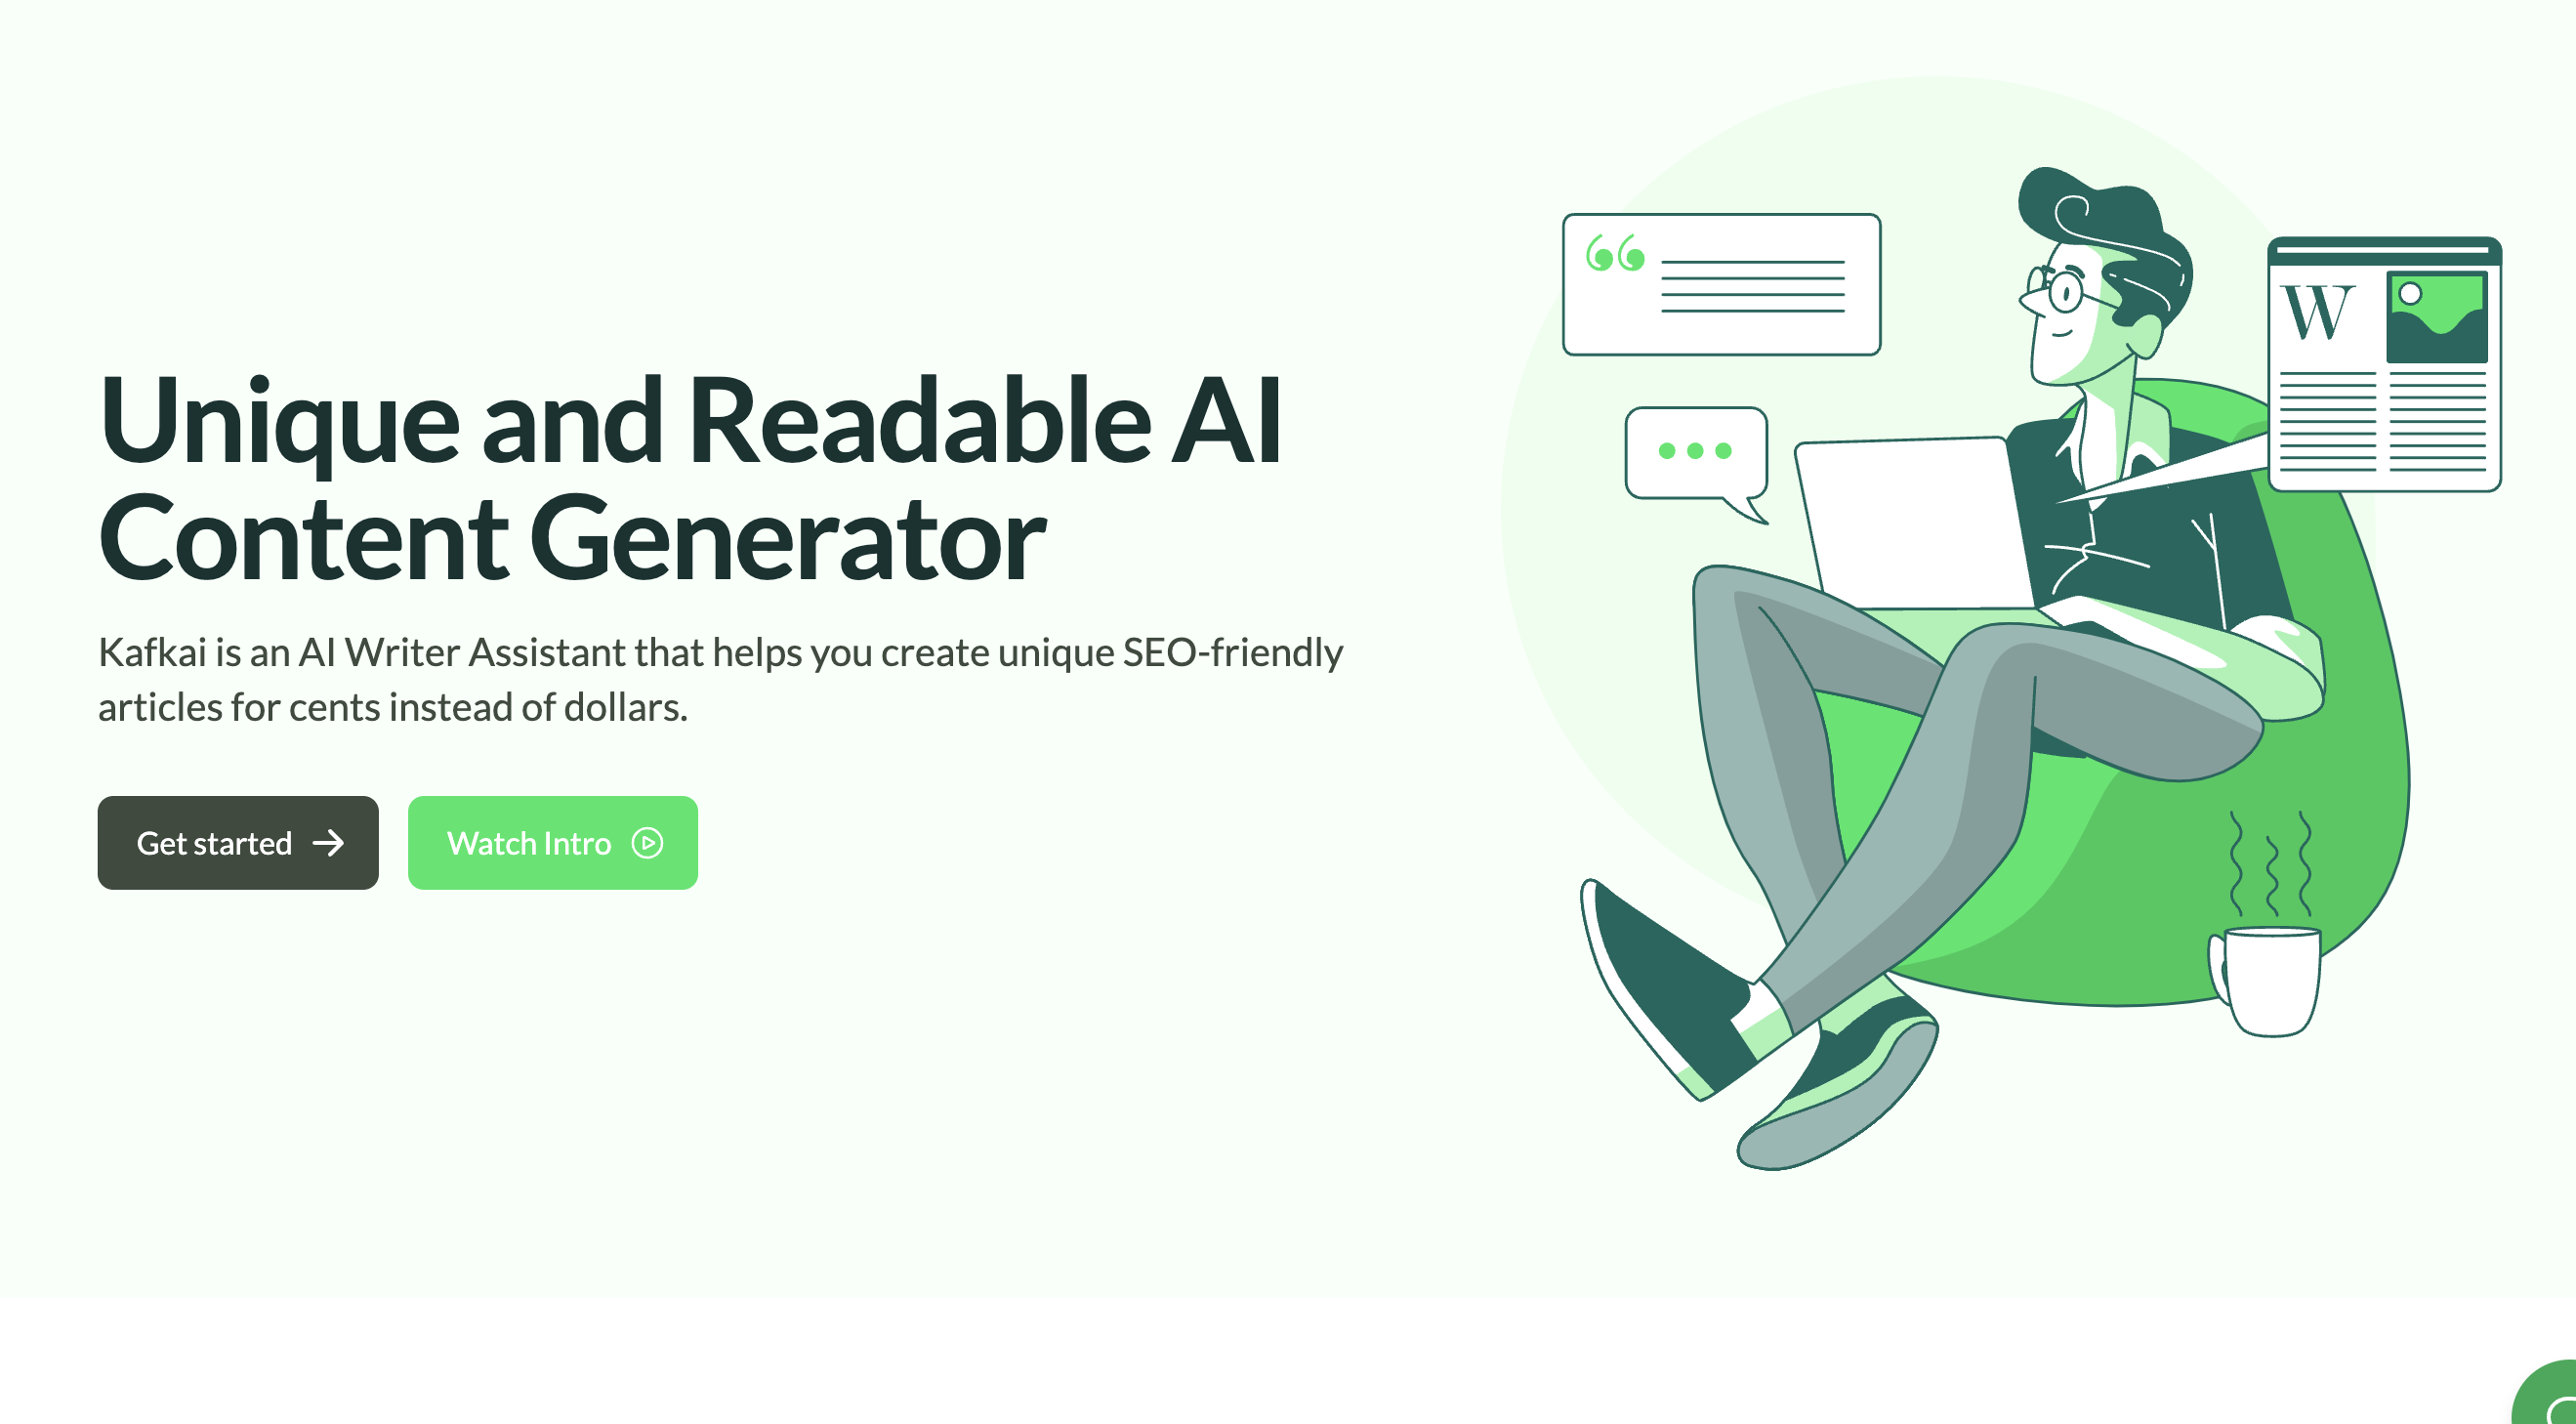 Unique and Readable AI
Content Generator
Kafkai is an AI Writer Assistant that helps you create unique SEO-friendly
articles for cents instead of dollars.
Get started
Watch Intro
“
W